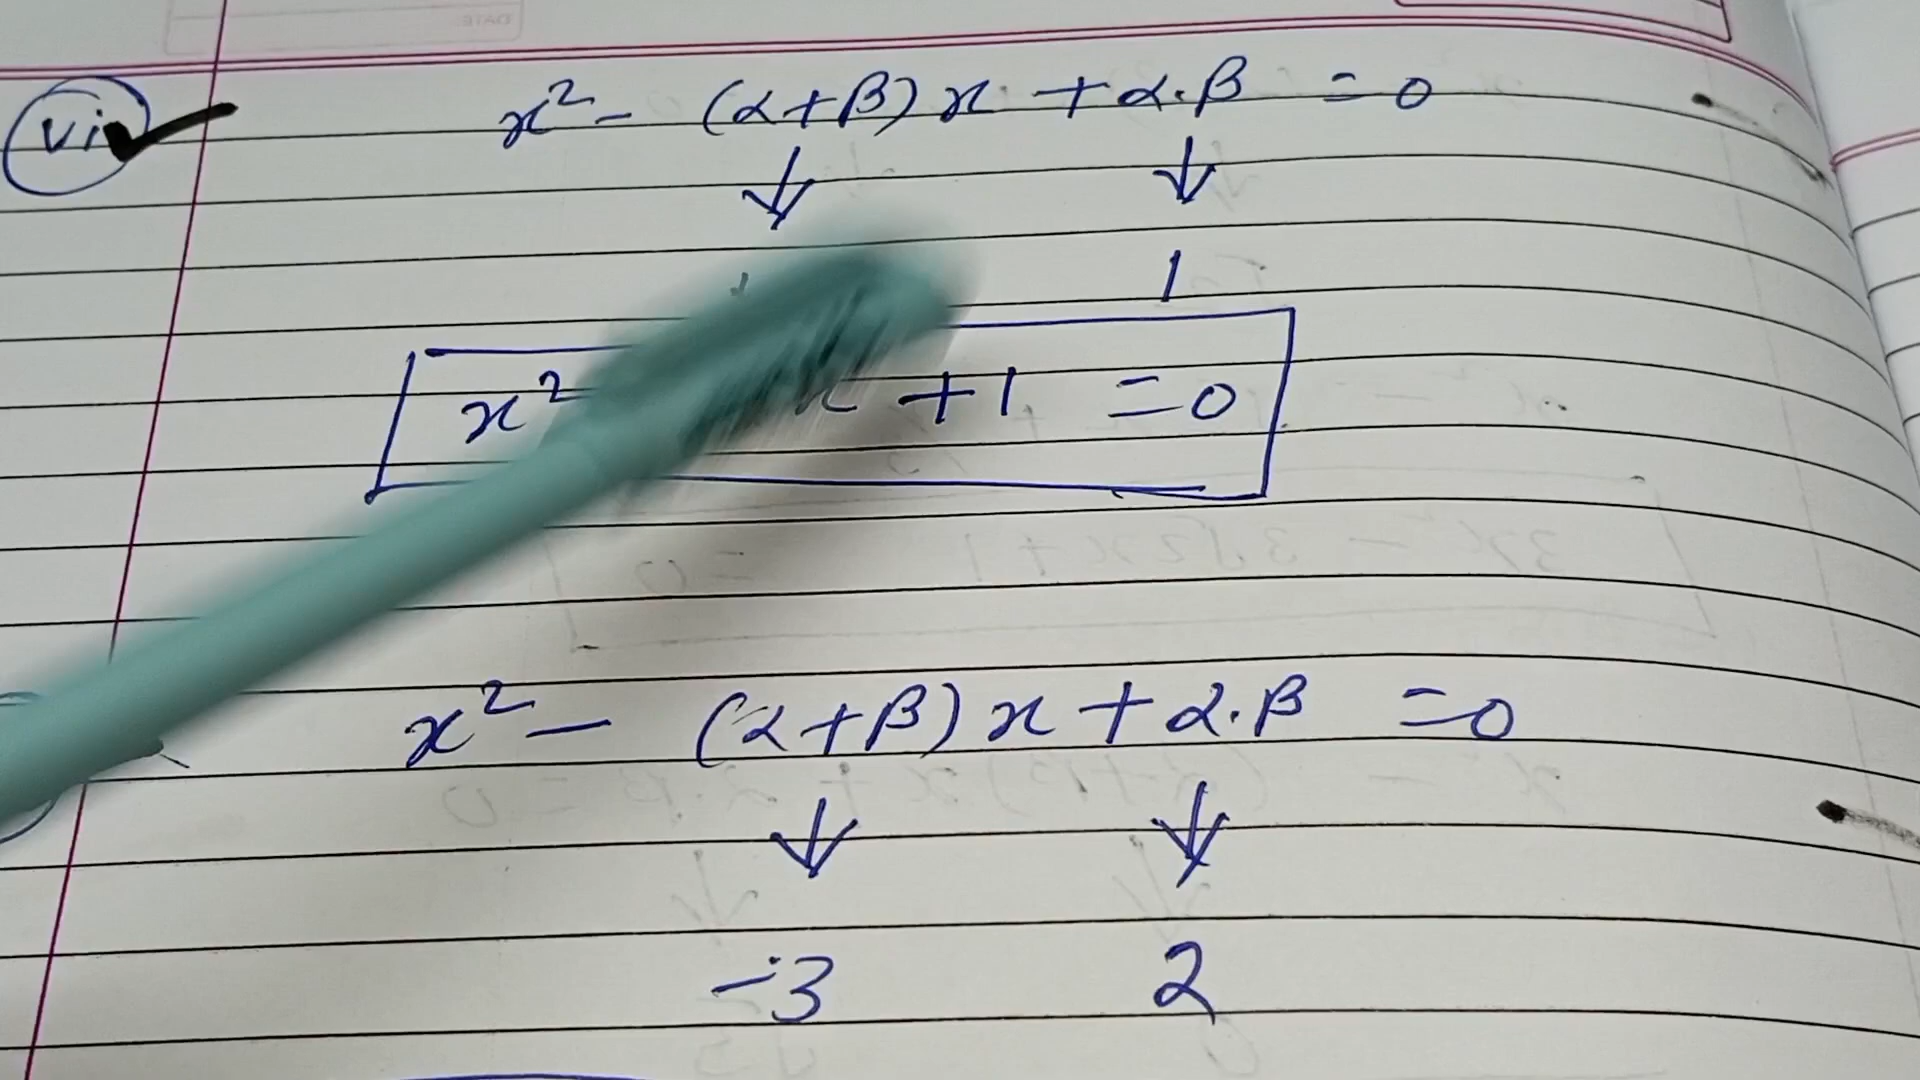 vi x² - (α+β)x + α.β = 0
↓ ↓
1
x² x +1 = 0
x² - (α+β)x + α.β = 0
↓ ↓
-3 2